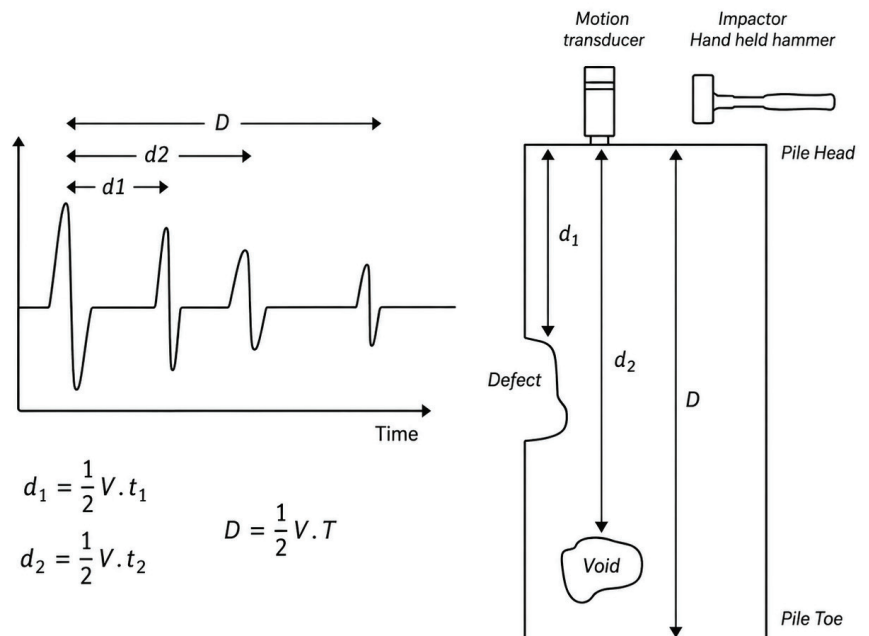 D
d2
d1
Time
d₁ = 1/2 V.t₁
d₂ = 1/2 V.t₂
D = 1/2 V.T
Motion
transducer
Impactor
Hand held hammer
Pile Head
d₁
d₂
D
Defect
Void
Pile Toe